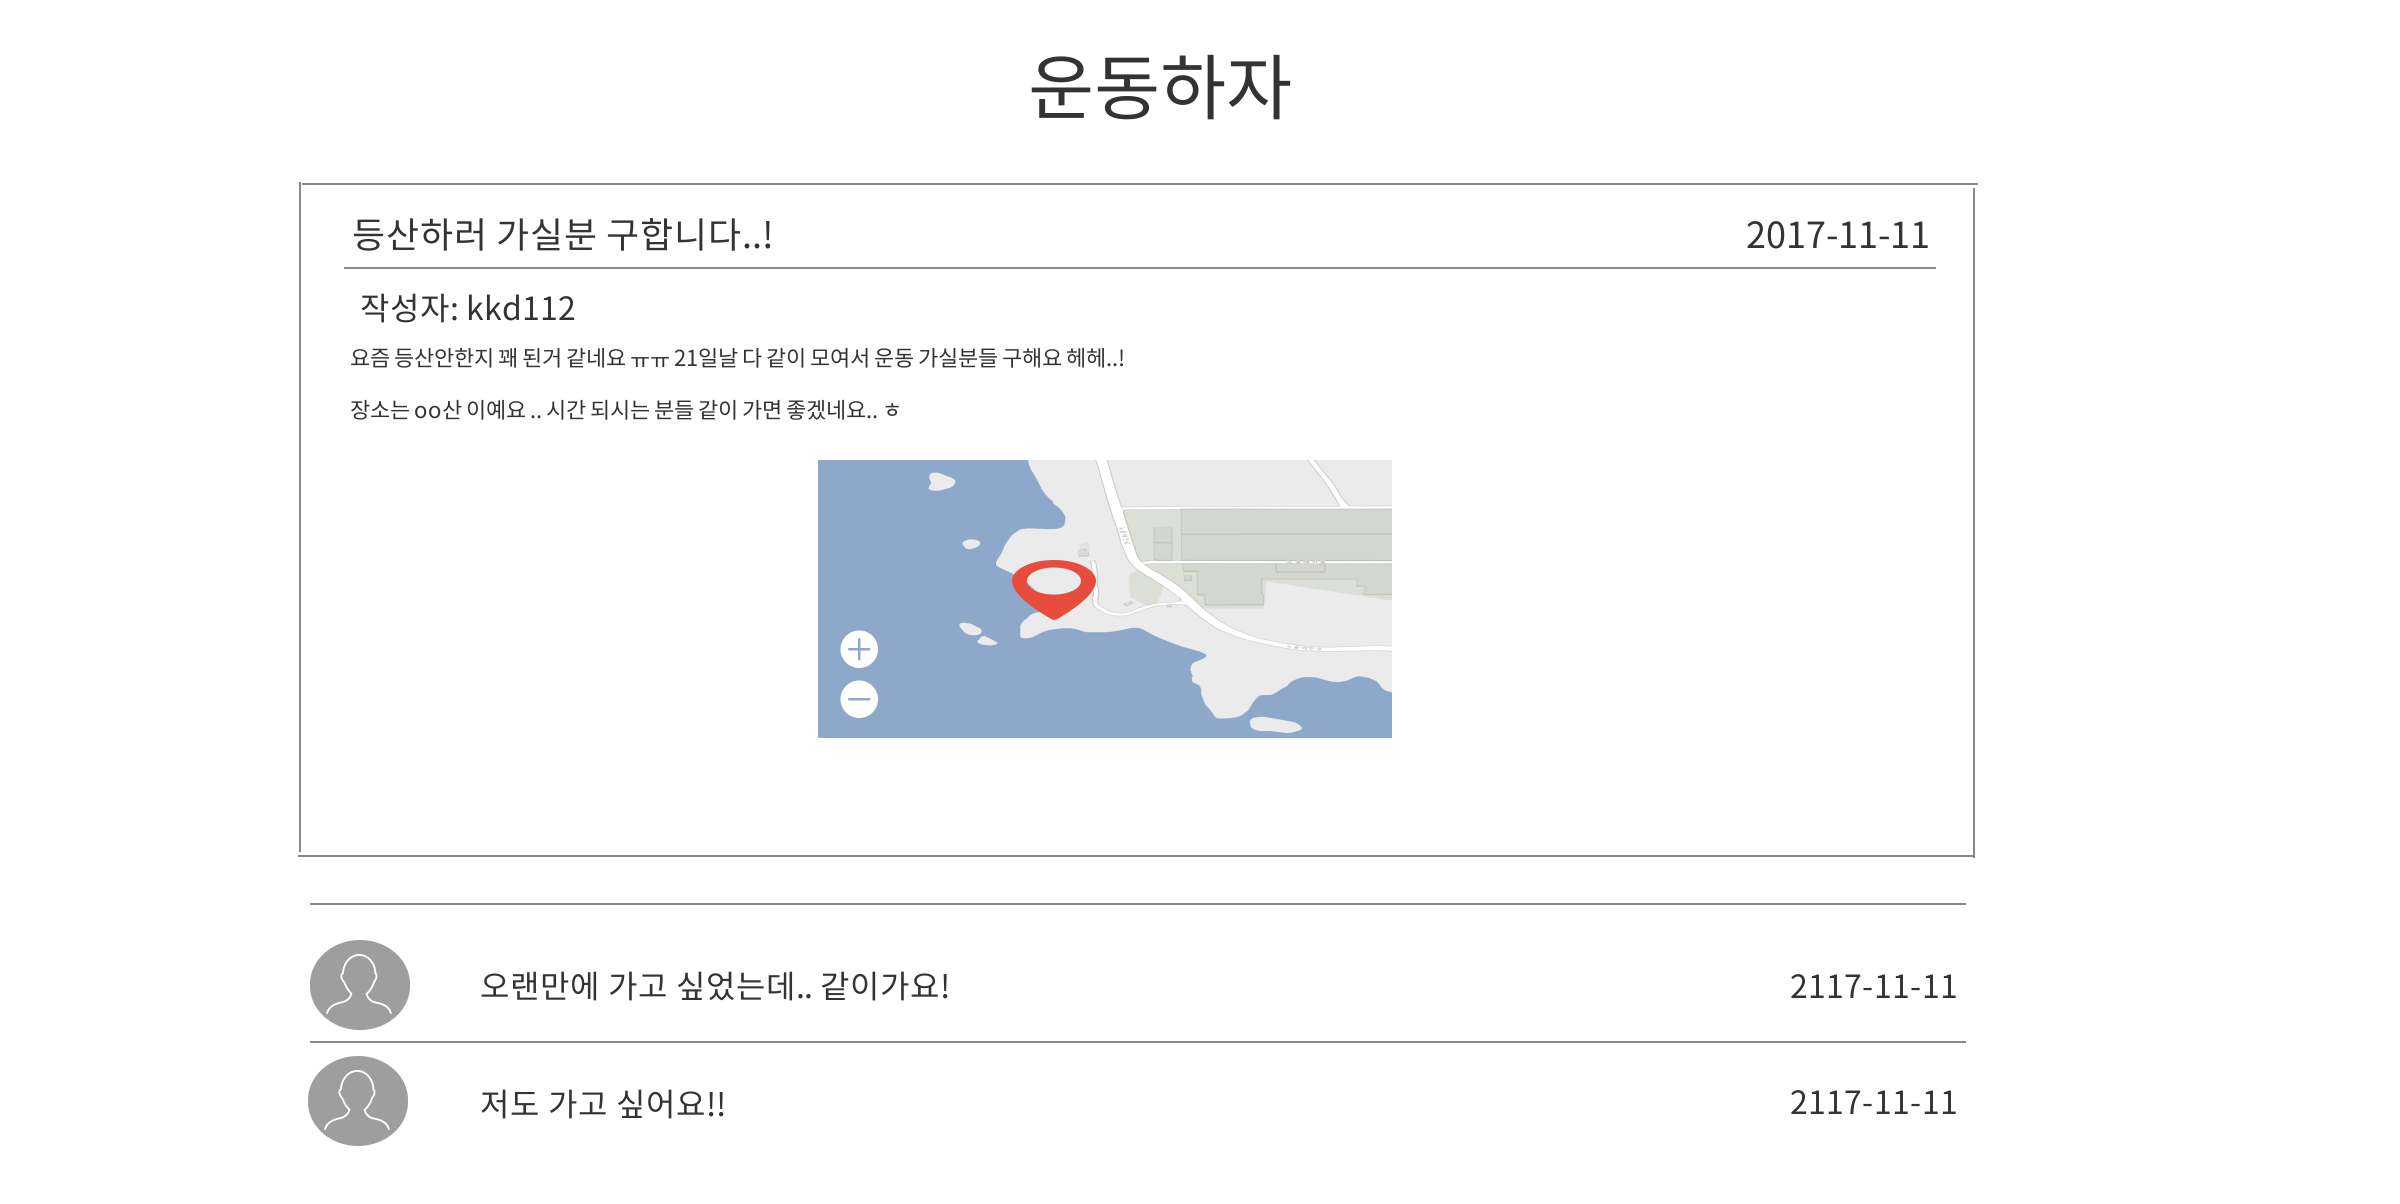 운동하자
등산하러 가실분 구합니다..! 2017-11-11
작성자: kkd112
요즘 등산안한지 꽤 된거 같네요 ㅠㅠ 21일날 다 같이 모여서 운동 가실분들 구해요 헤헤..!
장소는 oo산 이예요 .. 시간 되시는 분들 같이 가면 좋겠네요.. ㅎ
오랜만에 가고 싶었는데.. 같이가요! 2117-11-11
저도 가고 싶어요!! 2117-11-11